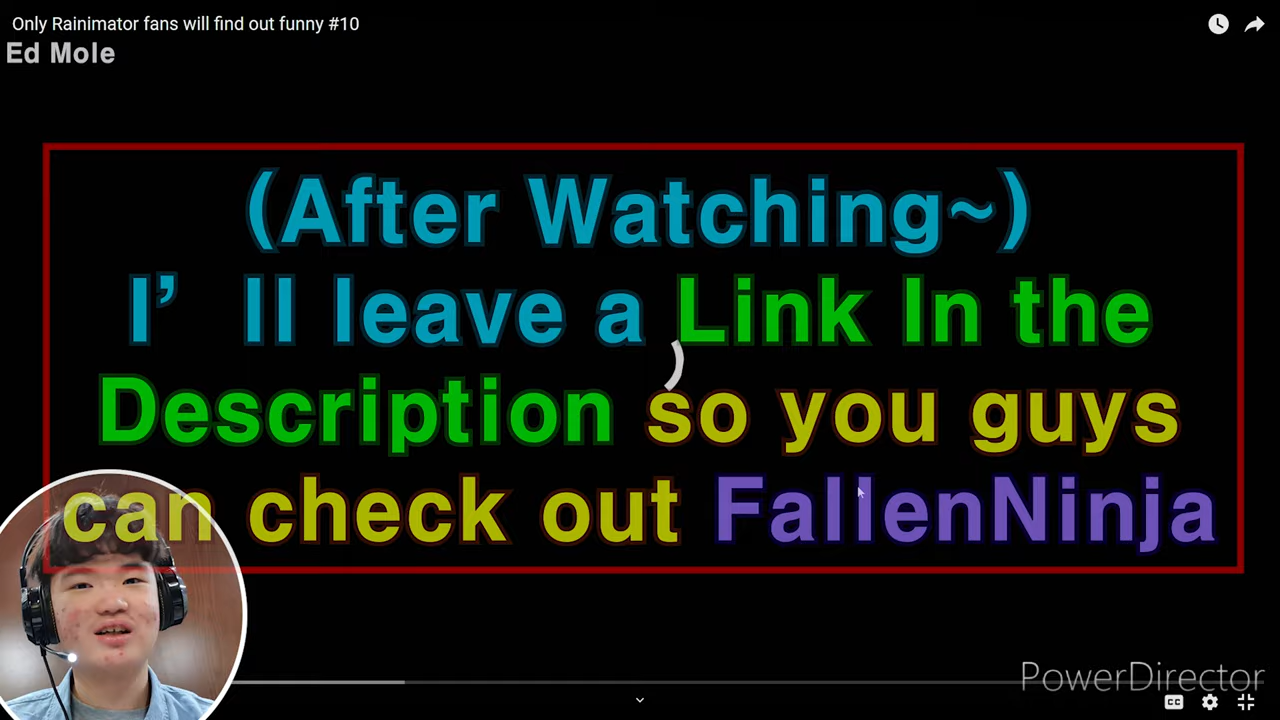 Only Rainimator fans will find out funny #10
Ed Mole
(After Watching~)
I’ll leave a Link In the
Description so you guys
can check out FallenNinja
PowerDirector
CC